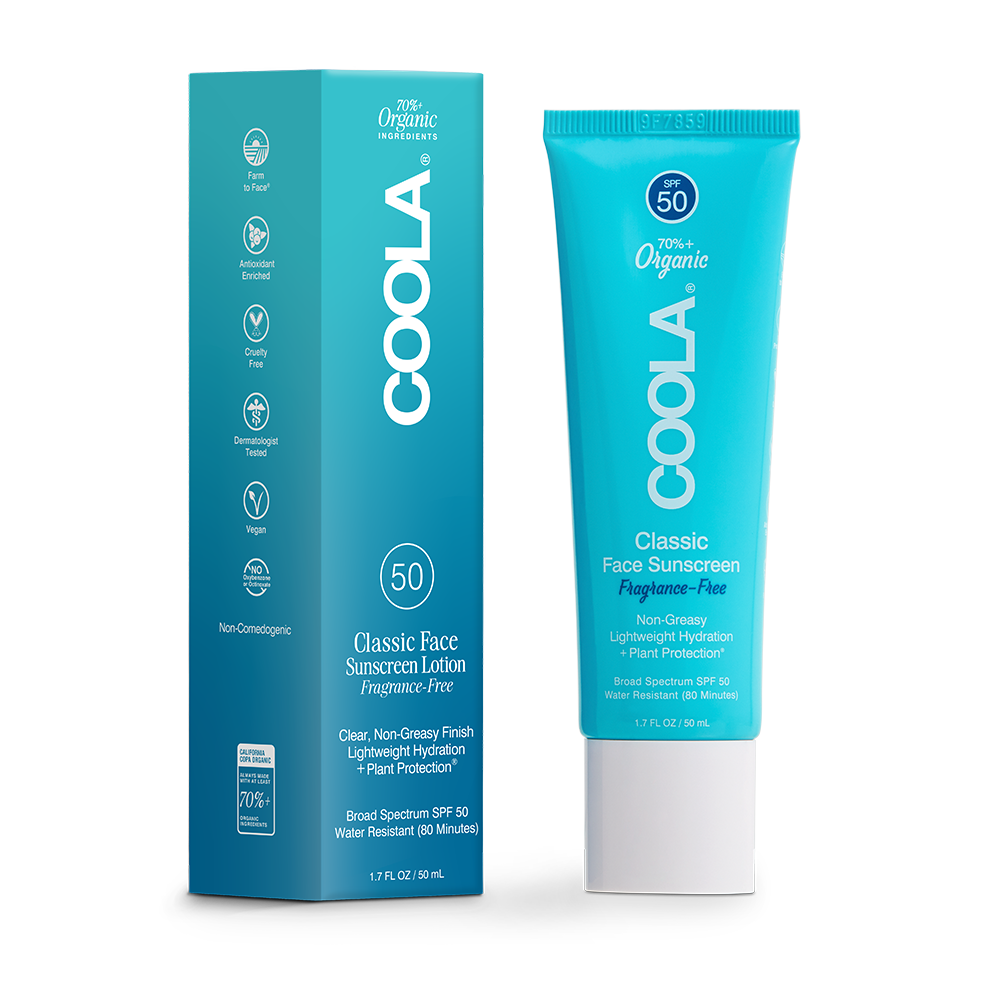 Farm
to Face®
Antioxidant
Enriched
Cruelty
Free
Dermatologist
Tested
Vegan
NO
Oxybenzone
or Octinoxate
Non-Comedogenic
CALIFORNIA
COPA ORGANIC
ALWAYS MADE
WITH AT LEAST
70%+
ORGANIC
INGREDIENTS
70%+
Organic
INGREDIENTS
COOLA®
50
Classic Face
Sunscreen Lotion
Fragrance-Free
Clear, Non-Greasy Finish
Lightweight Hydration
+ Plant Protection®
Broad Spectrum SPF 50
Water Resistant (80 Minutes)
1.7 FL OZ / 50 mL
9F7859
SPF
50
70%+
Organic
COOLA®
Classic
Face Sunscreen
Fragrance-Free
Non-Greasy
Lightweight Hydration
+ Plant Protection®
Broad Spectrum SPF 50
Water Resistant (80 Minutes)
1.7 FL OZ / 50 mL